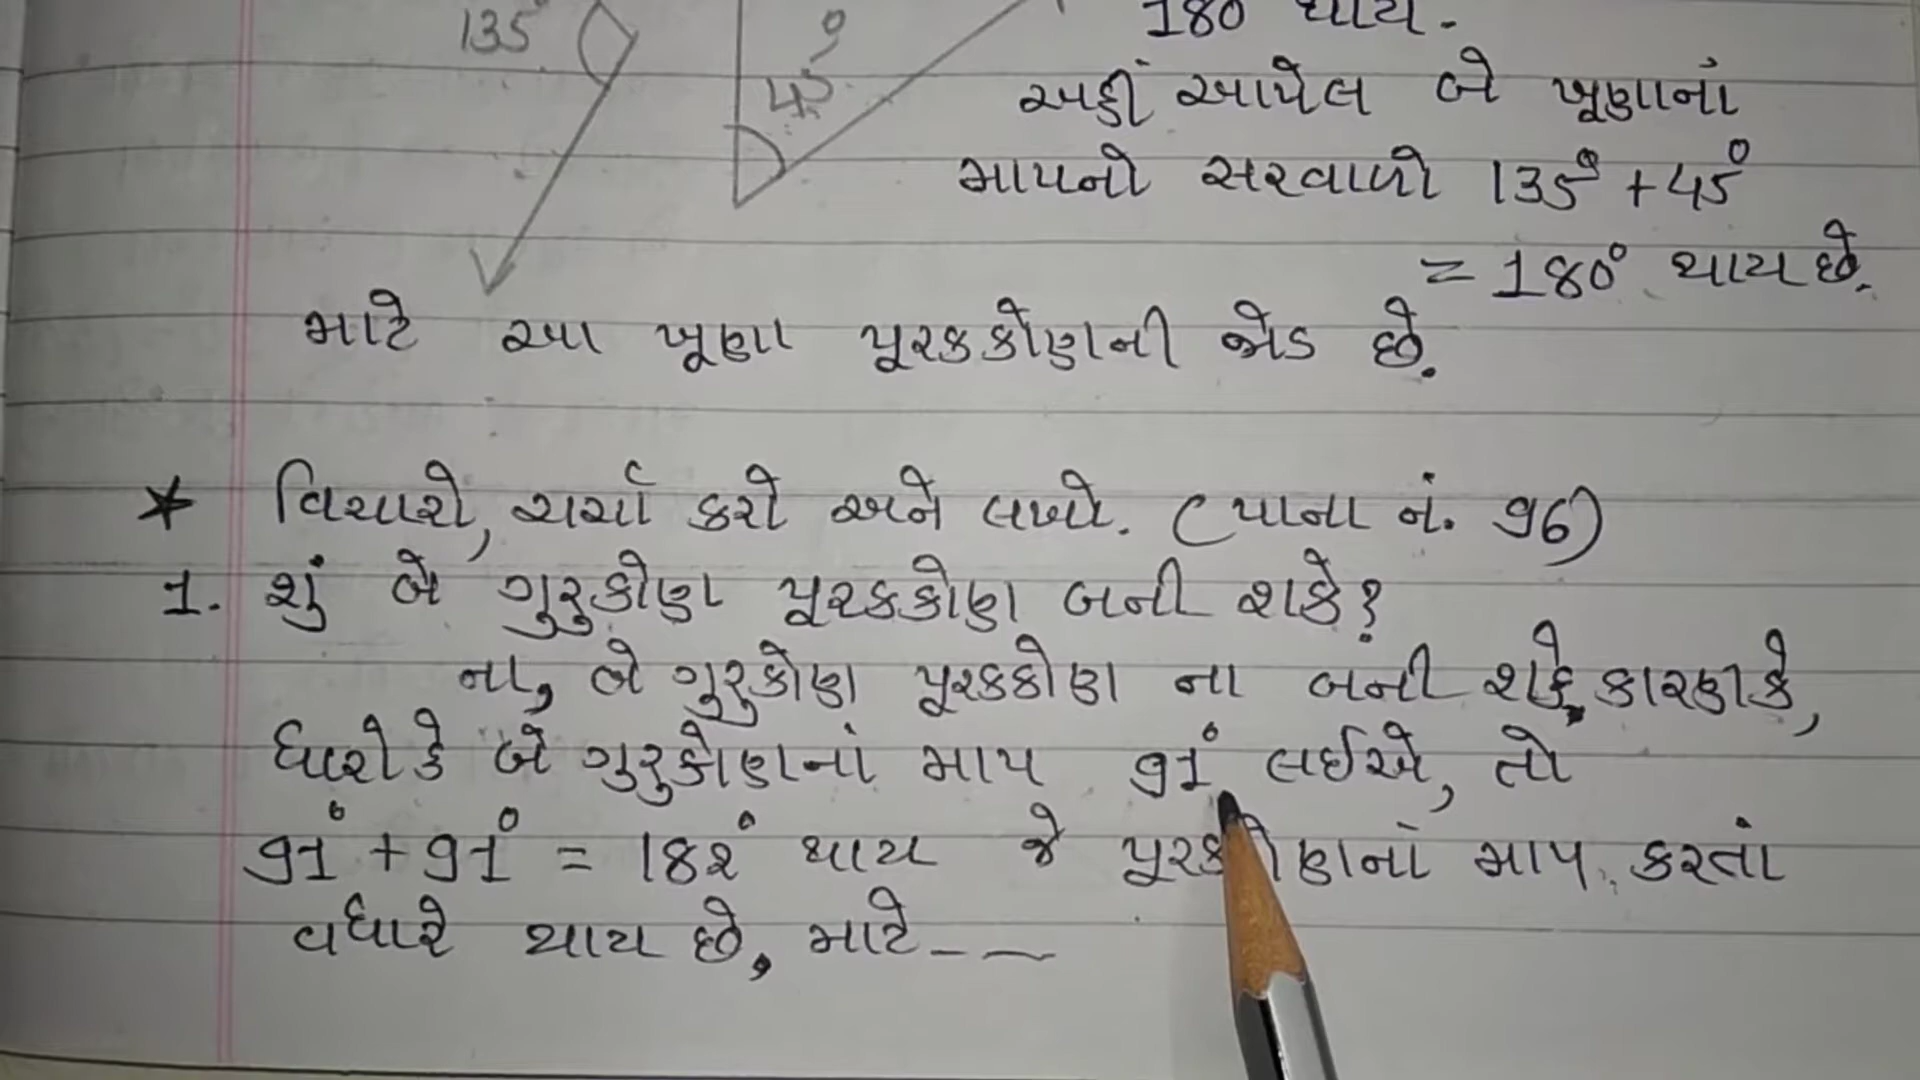 135°
45°
180 થાય.
અહીં આપેલ બે ખૂણાનાં
માપનો સરવાળો 135° + 45°
= 180° થાય છે.
માટે આ ખૂણા પૂરકકોણની જોડ છે.
* વિચારો, ચર્ચા કરો અને લખો. (પાના નં. 96)
1. શું બે ગુરુકોણ પૂરકકોણ બની શકે?
ના, બે ગુરુકોણ પૂરકકોણ ના બની શકે, કારણકે,
ધારોકે બે ગુરુકોણનાં માપ 91° લઈએ, તો
91° + 91° = 182° થાય જે પૂરકકોણનાં માપ કરતાં
વધારે થાય છે, માટે - ~